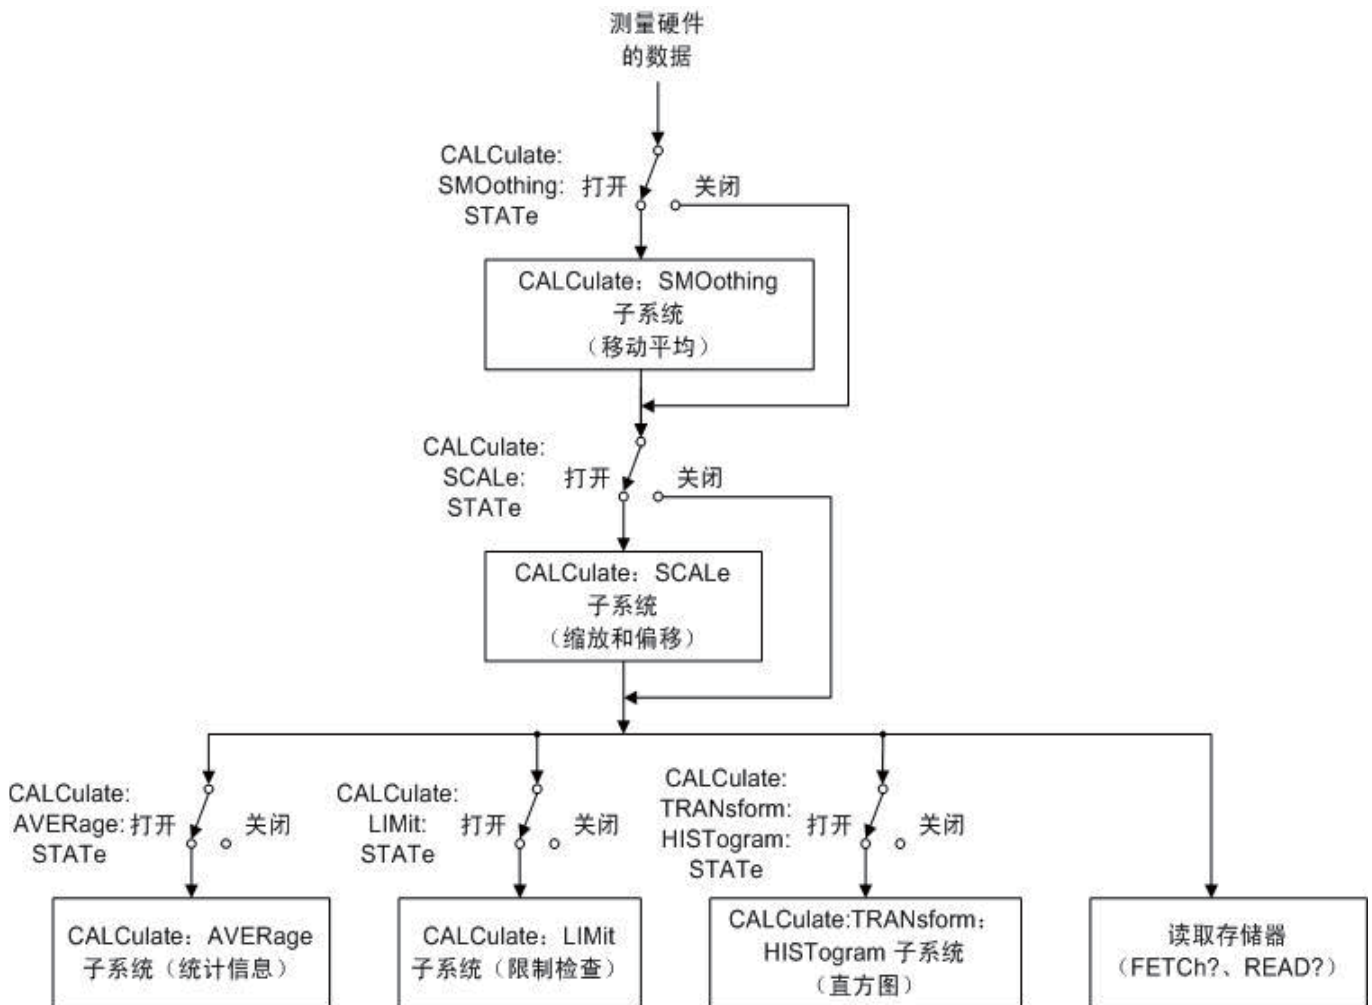 测量硬件
的数据
CALCulate:
SMOothing:
STATe
打开
关闭
CALCulate：SMOothing
子系统
（移动平均）
CALCulate:
SCALe:
STATe
打开
关闭
CALCulate：SCALe
子系统
（缩放和偏移）
CALCulate:
AVERage:
STATe
打开
关闭
CALCulate:
LIMit:
STATe
打开
关闭
CALCulate:
TRANsform:
HISTogram:
STATe
打开
关闭
CALCulate：AVERage
子系统（统计信息）
CALCulate：LIMit
子系统（限制检查）
CALCulate:TRANsform：
HISTogram 子系统
（直方图）
读取存储器
（FETCh?、READ?）